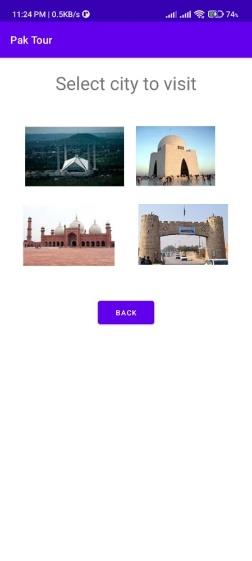 11:24 PM | 0.5KB/s
74%
Pak Tour
Select city to visit
BACK